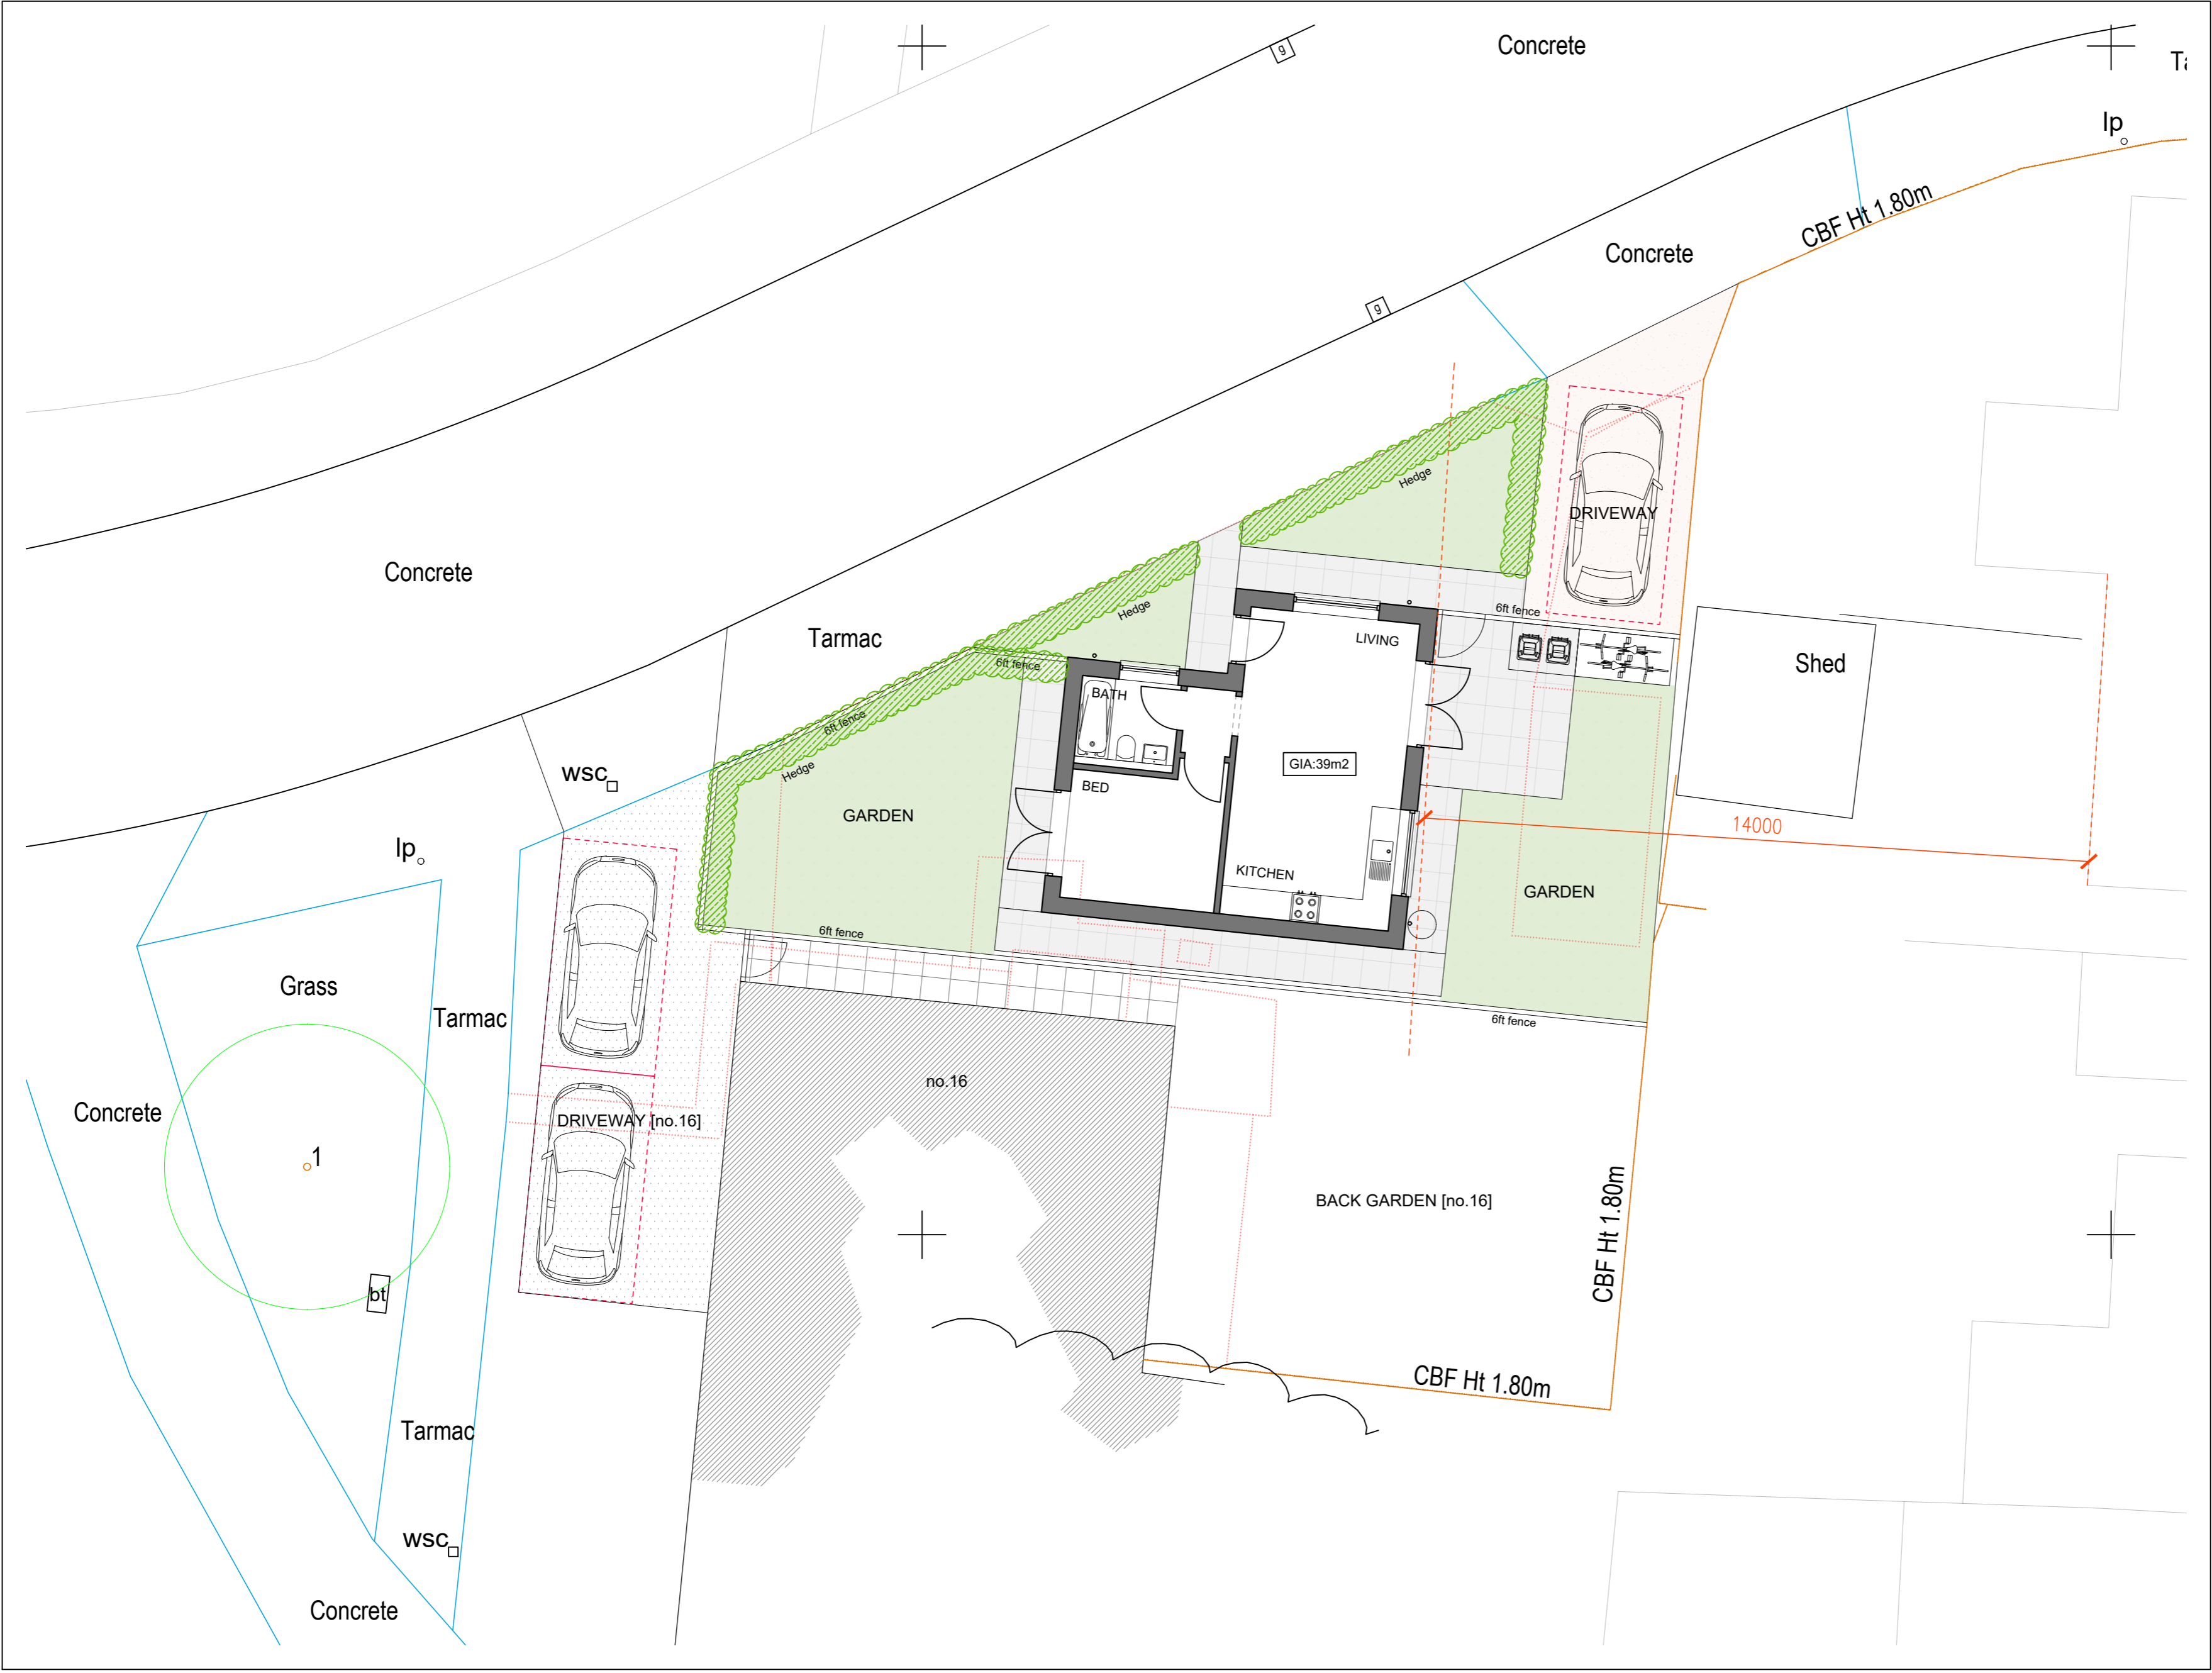 Concrete
g
Ta
lp
CBF Ht 1.80m
Concrete
g
Hedge
DRIVEWAY
Concrete
Hedge
6ft fence
Tarmac
LIVING
6ft fence
Shed
BATH
6ft fence
GIA:39m2
wsc
Hedge
BED
GARDEN
14000
lp
KITCHEN
GARDEN
6ft fence
Grass
Tarmac
6ft fence
no.16
Concrete
DRIVEWAY [no.16]
1
BACK GARDEN [no.16]
CBF Ht 1.80m
bt
CBF Ht 1.80m
Tarmac
wsc
Concrete